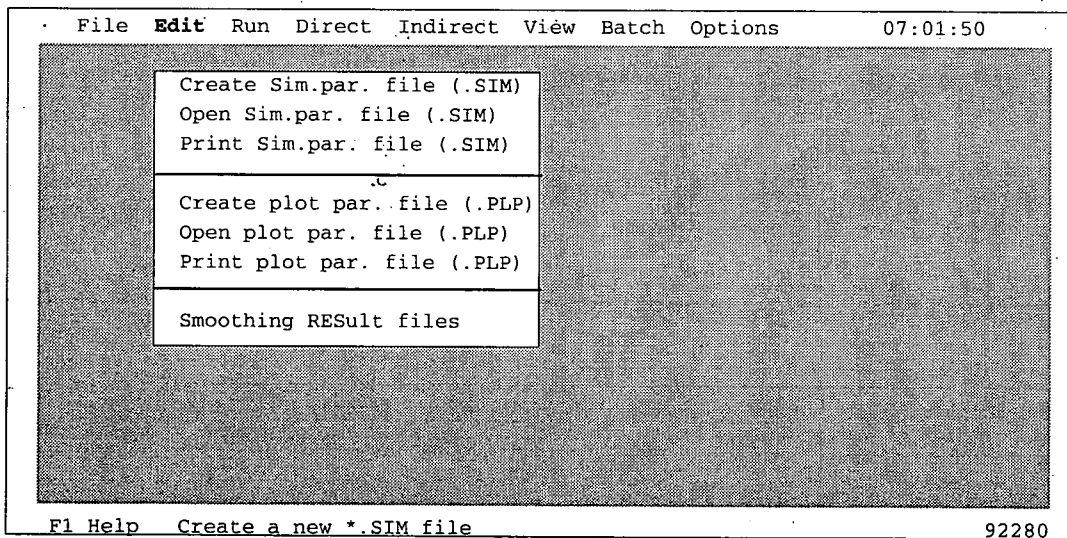 File Edit Run Direct Indirect View Batch Options 07:01:50
Create Sim.par. file (.SIM)
Open Sim.par. file (.SIM)
Print Sim.par. file (.SIM)
Create plot par. file (.PLP)
Open plot par. file (.PLP)
Print plot par. file (.PLP)
Smoothing RESult files
F1 Help Create a new *.SIM file 92280